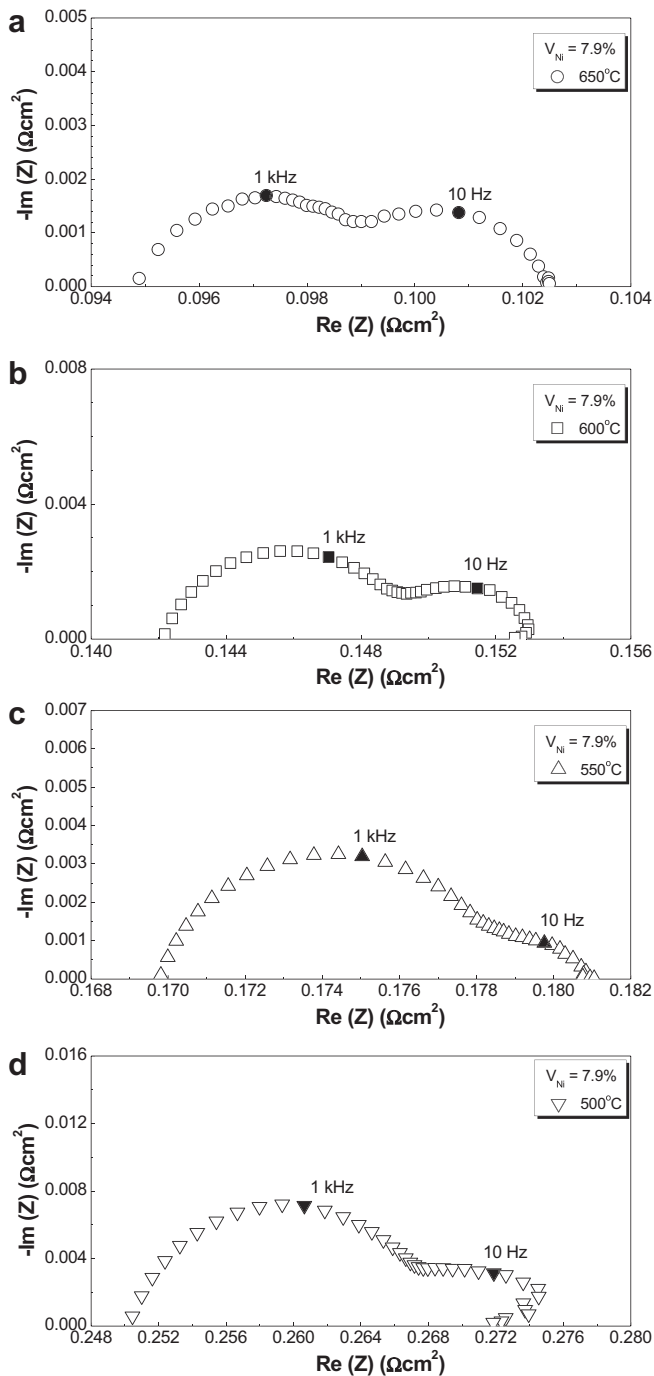 a
0.005
0.004
0.003
0.002
0.001
0.000
-Im (Z) (Ωcm²)
V_Ni = 7.9%
650°C
1 kHz
10 Hz
0.094 0.096 0.098 0.100 0.102 0.104
Re (Z) (Ωcm²)
b
0.008
0.004
0.000
-Im (Z) (Ωcm²)
V_Ni = 7.9%
600°C
1 kHz
10 Hz
0.140 0.144 0.148 0.152 0.156
Re (Z) (Ωcm²)
c
0.007
0.006
0.005
0.004
0.003
0.002
0.001
0.000
-Im (Z) (Ωcm²)
V_Ni = 7.9%
550°C
1 kHz
10 Hz
0.168 0.170 0.172 0.174 0.176 0.178 0.180 0.182
Re (Z) (Ωcm²)
d
0.016
0.012
0.008
0.004
0.000
-Im (Z) (Ωcm²)
V_Ni = 7.9%
500°C
1 kHz
10 Hz
0.248 0.252 0.256 0.260 0.264 0.268 0.272 0.276 0.280
Re (Z) (Ωcm²)